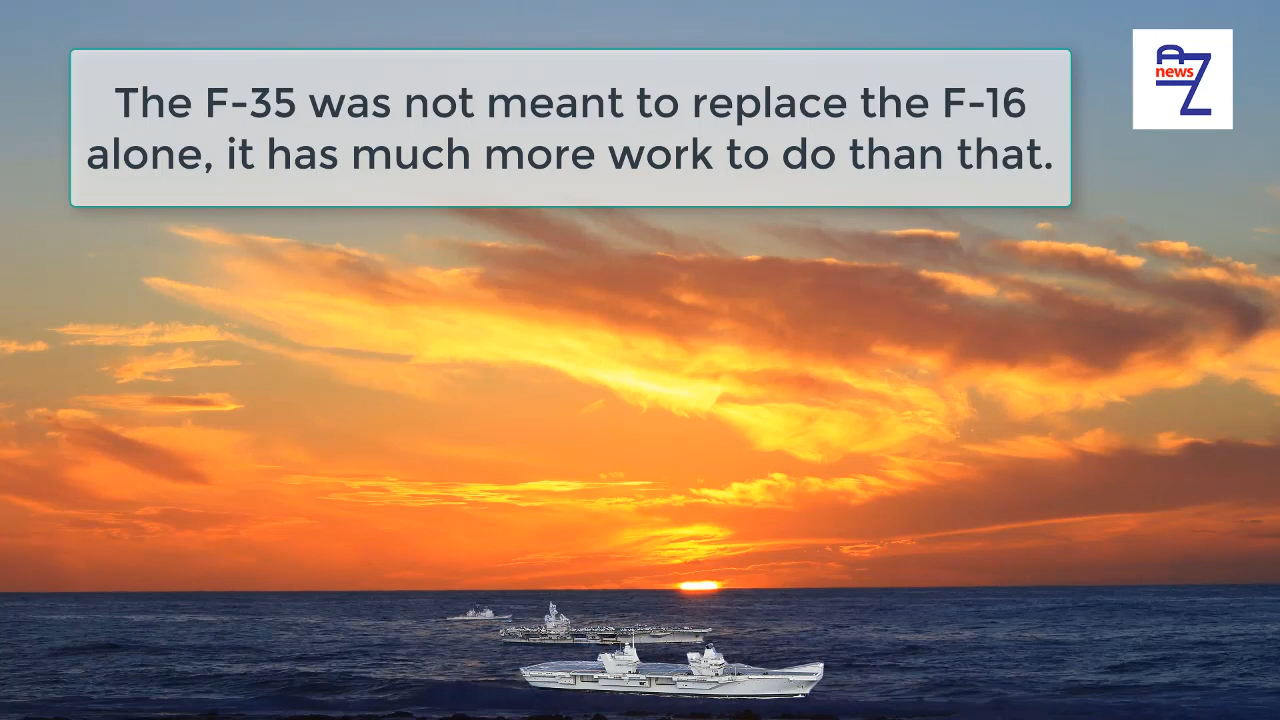 The F-35 was not meant to replace the F-16
alone, it has much more work to do than that.
AZ
news